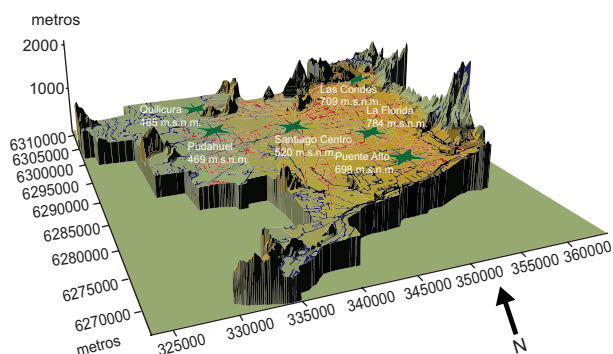 metros
2000
1000
Las Condes
709 m.s.n.m.
Quilicura
485 m.s.n.m.
La Florida
784 m.s.n.m.
Santiago Centro
520 m.s.n.m.
Pudahuel
469 m.s.n.m.
Puente Alto
698 m.s.n.m.
6310000
6305000
6300000
6295000
6290000
6285000
6280000
6275000
6270000
metros
325000
330000
335000
340000
345000
350000
355000
360000
N